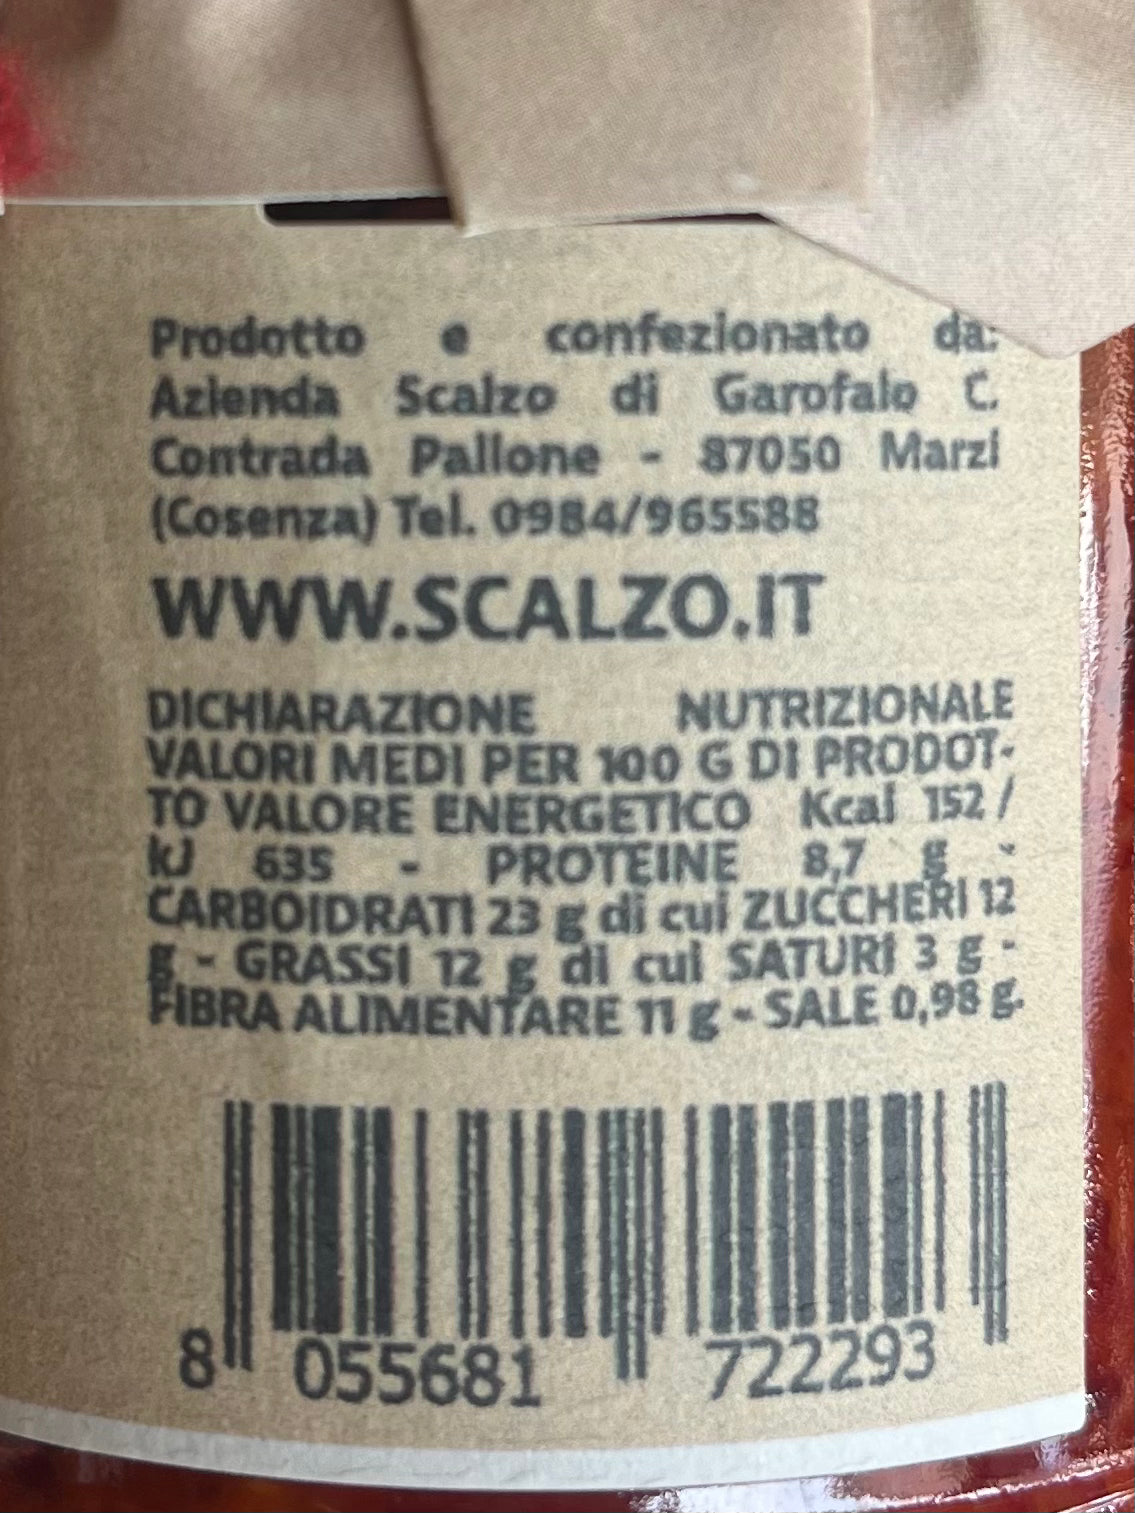 Prodotto e confezionato da:
Azienda Scalzo di Garofalo C.
Contrada Pallone - 87050 Marzi
(Cosenza) Tel. 0984/965588
WWW.SCALZO.IT
DICHIARAZIONE NUTRIZIONALE
VALORI MEDI PER 100 G DI PRODOT-
TO VALORE ENERGETICO Kcal 152 /
kJ 635 - PROTEINE 8,7 g -
CARBOIDRATI 23 g di cui ZUCCHERI 12
g - GRASSI 12 g di cui SATURI 3 g -
FIBRA ALIMENTARE 11 g - SALE 0,98 g.
8 055681 722293